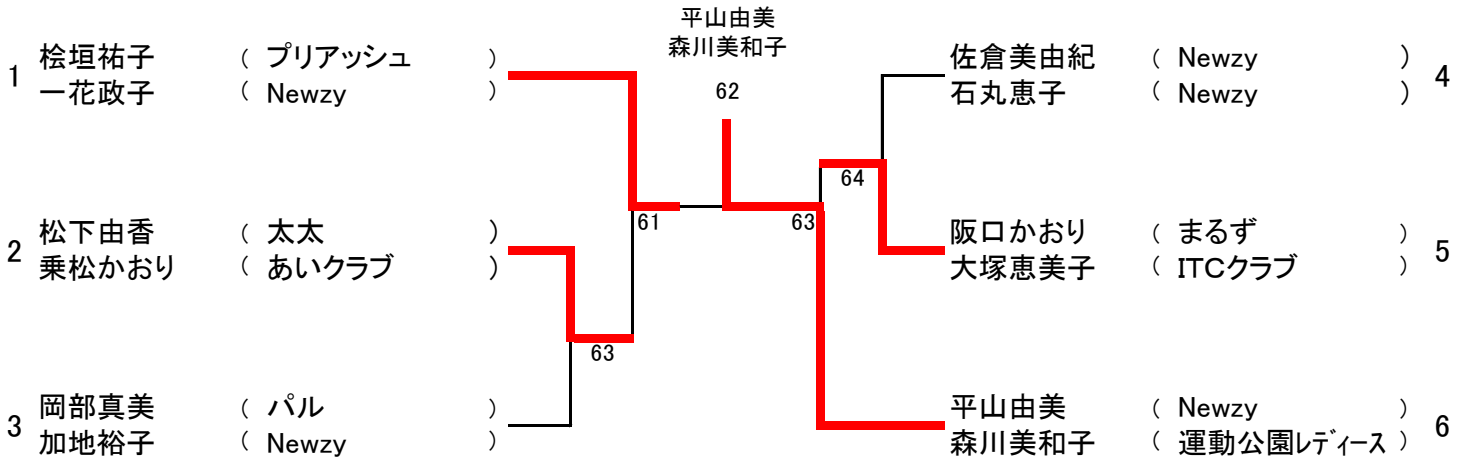 平山由美
森川美和子
62
1 桧垣祐子 ( プリアッシュ )
一花政子 ( Newzy )
2 松下由香 ( 太太 )
乗松かおり ( あいクラブ )
3 岡部真美 ( パル )
加地裕子 ( Newzy )
61
63
63
64
佐倉美由紀 ( Newzy ) 4
石丸恵子 ( Newzy )
阪口かおり ( まるず ) 5
大塚恵美子 ( ITCクラブ )
平山由美 ( Newzy ) 6
森川美和子 ( 運動公園ﾚﾃﾞｨｰｽ )